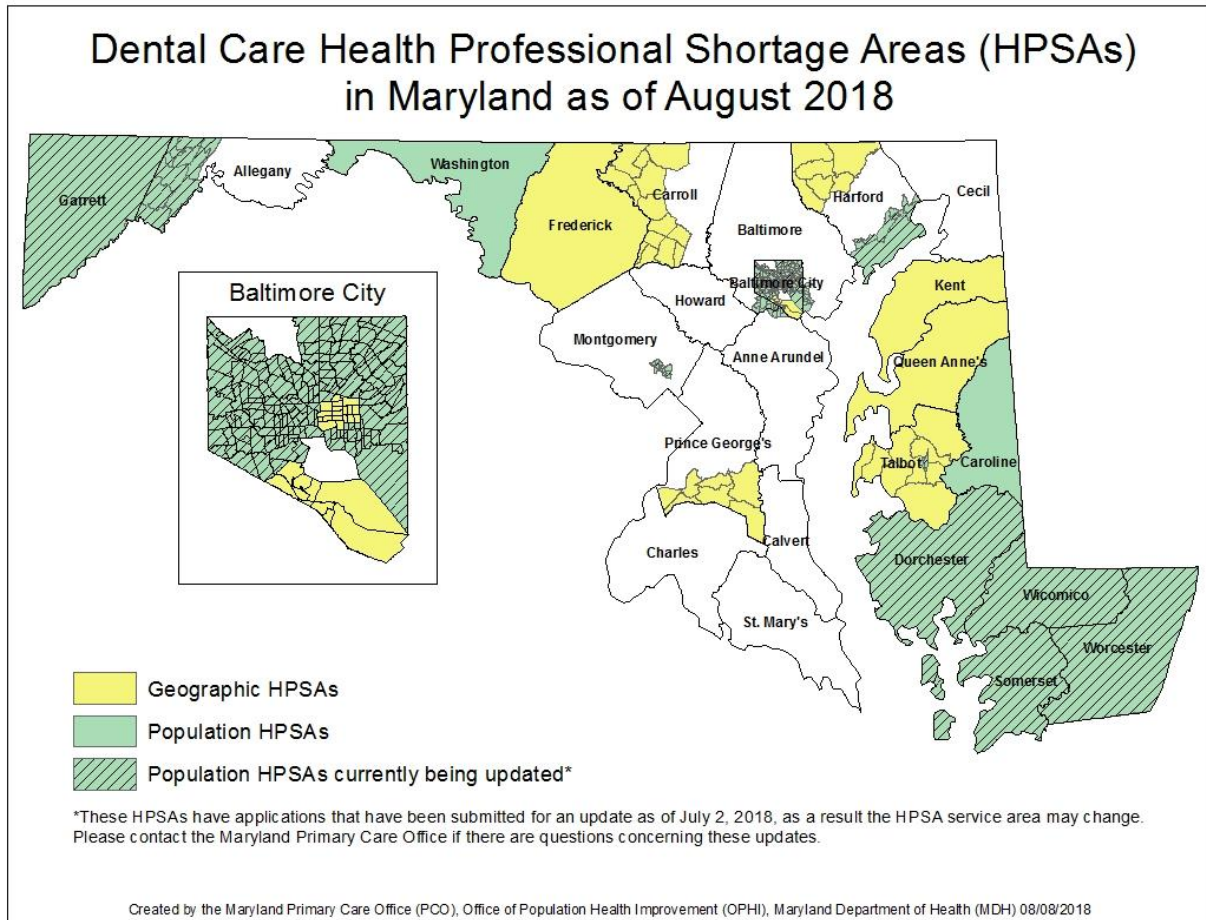 Dental Care Health Professional Shortage Areas (HPSAs)
in Maryland as of August 2018
Garrett
Allegany
Washington
Frederick
Carroll
Baltimore
Harford
Cecil
Baltimore City
Baltimore City
Howard
Montgomery
Anne Arundel
Kent
Queen Anne's
Prince George's
Talbot
Caroline
Charles
Calvert
Dorchester
St. Mary's
Wicomico
Worcester
Somerset
Geographic HPSAs
Population HPSAs
Population HPSAs currently being updated*
*These HPSAs have applications that have been submitted for an update as of July 2, 2018, as a result the HPSA service area may change.
Please contact the Maryland Primary Care Office if there are questions concerning these updates.
Created by the Maryland Primary Care Office (PCO), Office of Population Health Improvement (OPHI), Maryland Department of Health (MDH) 08/08/2018